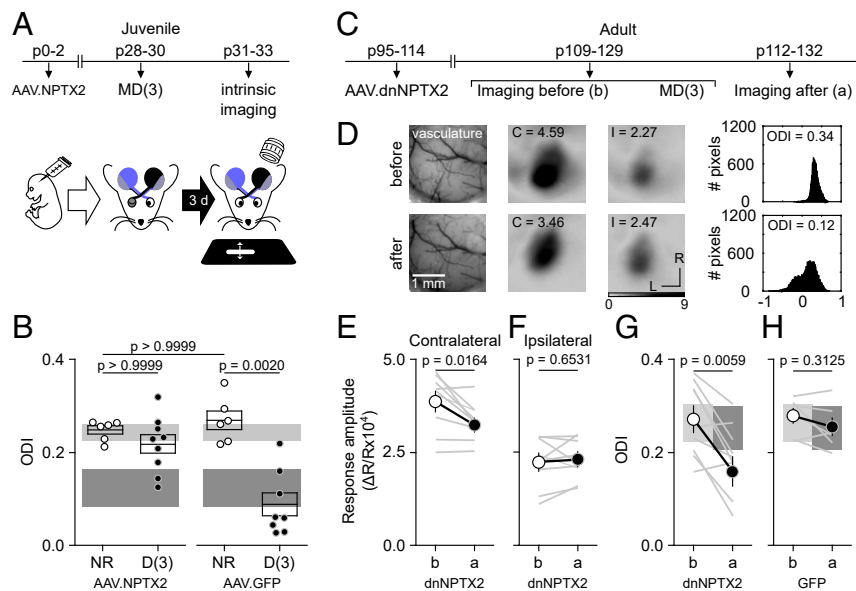 A
Juvenile
p0-2
p28-30
p31-33
AAV.NPTX2
MD(3)
intrinsic
imaging
3 d
C
Adult
p95-114
p109-129
p112-132
AAV.dnNPTX2
Imaging before (b)
MD(3)
Imaging after (a)
D
before
vasculature
C = 4.59
I = 2.27
# pixels
1200
600
0
ODI = 0.34
after
1 mm
C = 3.46
I = 2.47
R
L
0
9
# pixels
1200
600
0
ODI = 0.12
-1
0
1
B
p > 0.9999
p > 0.9999
p = 0.0020
ODI
0.4
0.2
0.0
NR
D(3)
NR
D(3)
AAV.NPTX2
AAV.GFP
E
Contralateral
p = 0.0164
Response amplitude
(ΔR/Rx10⁴)
5.0
2.5
0.0
b
a
dnNPTX2
F
Ipsilateral
p = 0.6531
b
a
dnNPTX2
G
p = 0.0059
ODI
0.4
0.2
0.0
b
a
dnNPTX2
H
p = 0.3125
b
a
GFP